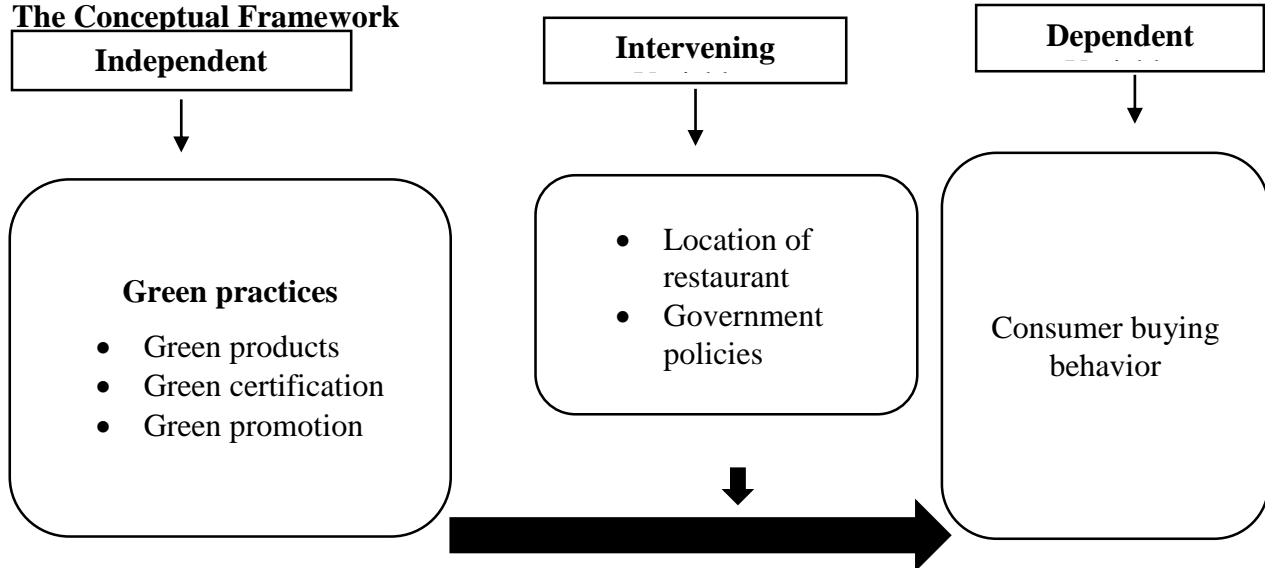 The Conceptual Framework
Independent
Intervening
Dependent
Green practices
• Green products
• Green certification
• Green promotion
• Location of
restaurant
• Government
policies
Consumer buying
behavior